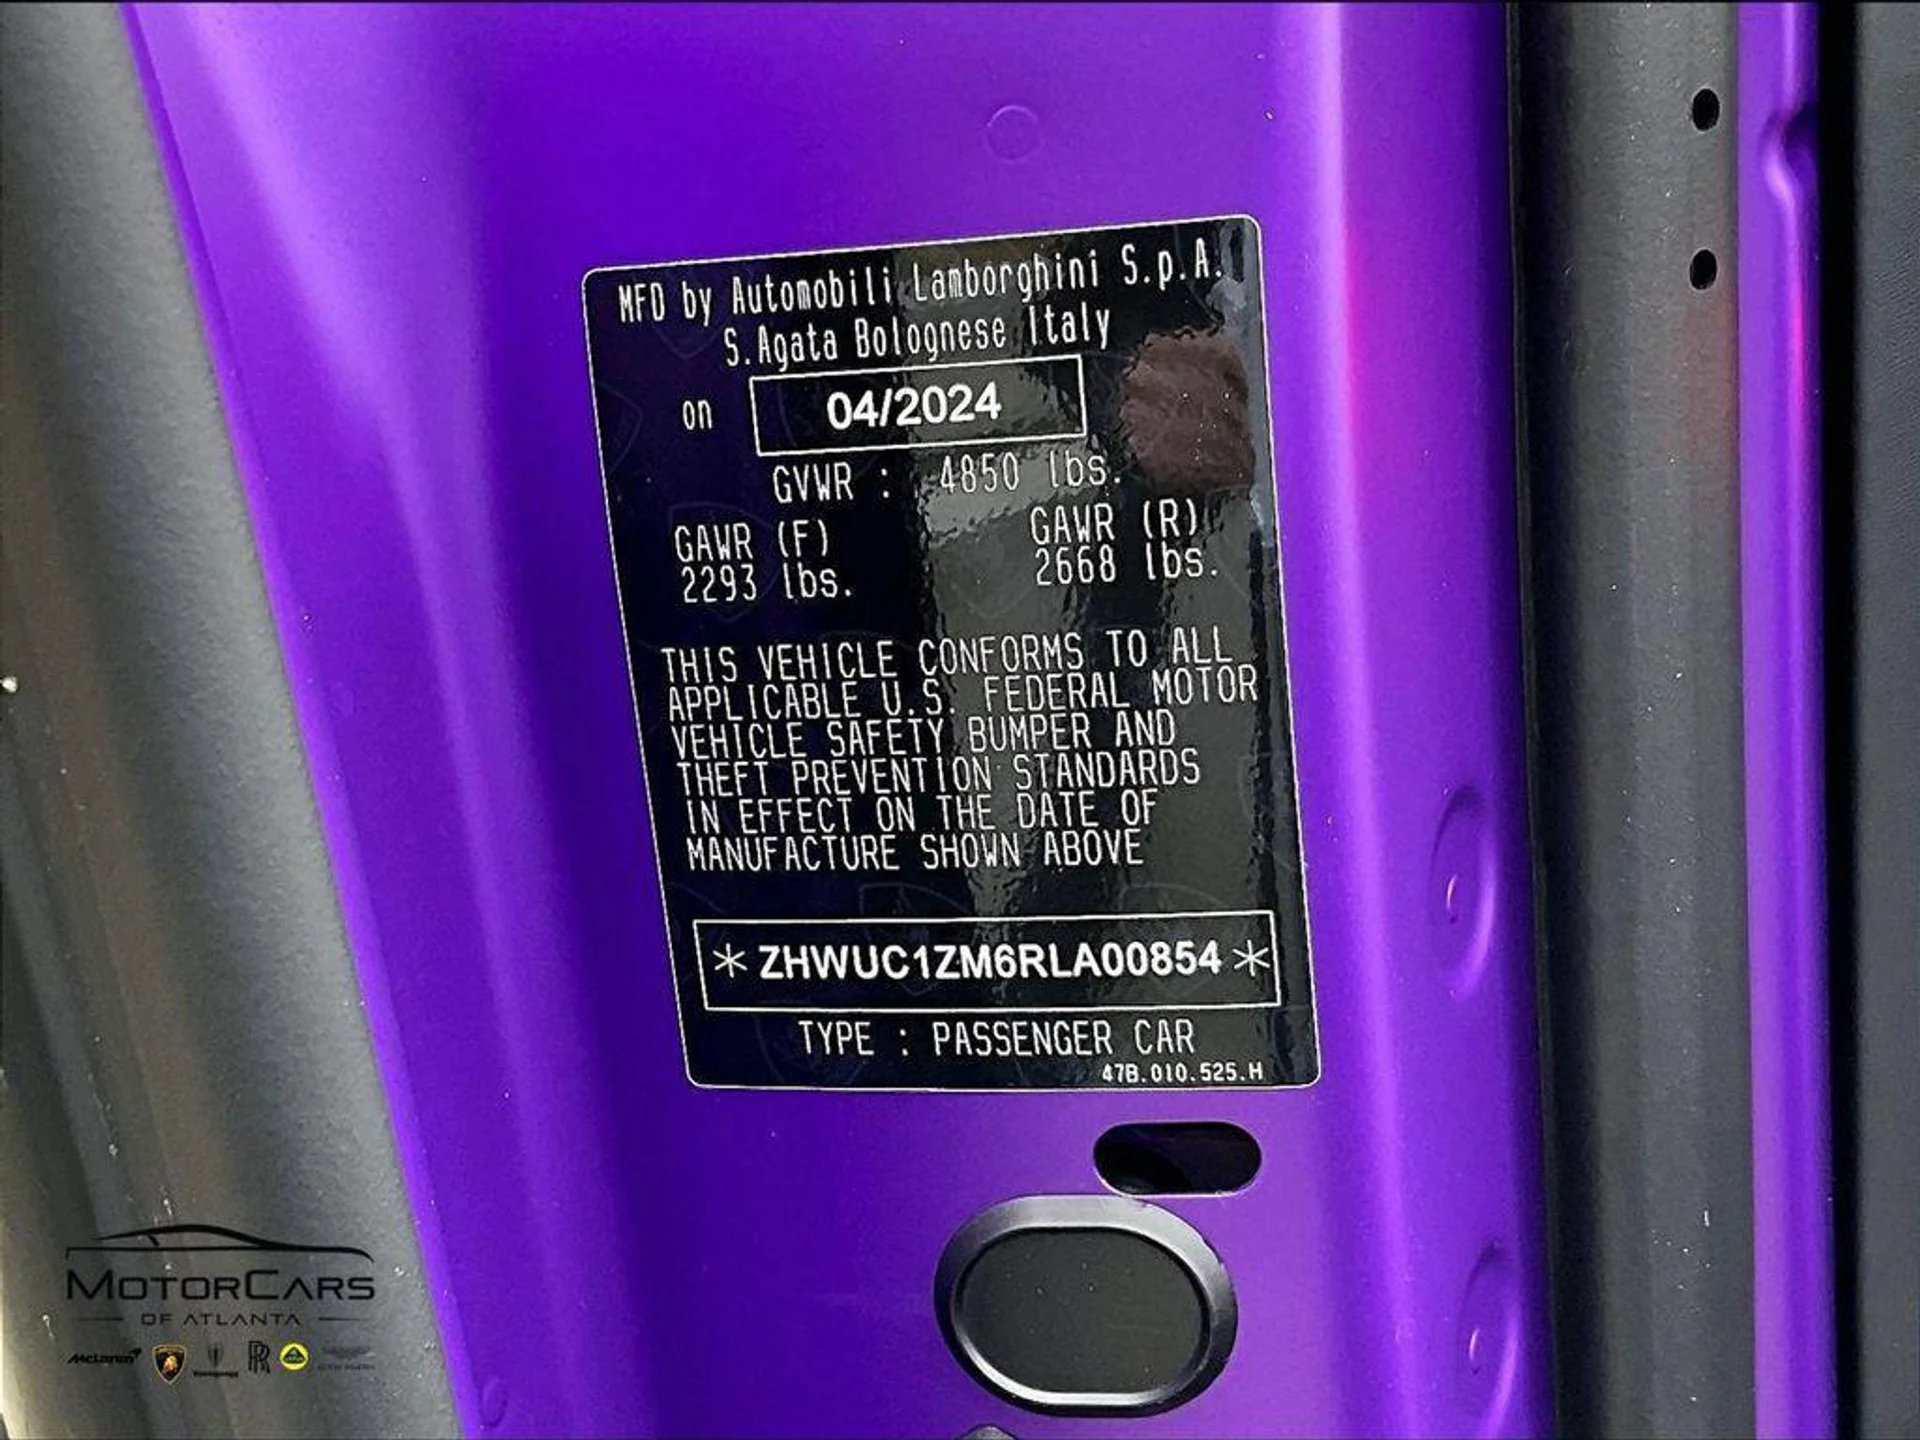 MFD by Automobili Lamborghini S.p.A.
S.Agata Bolognese Italy
on 04/2024
GVWR : 4850 lbs.
GAWR (F) GAWR (R)
2293 lbs. 2668 lbs.
THIS VEHICLE CONFORMS TO ALL
APPLICABLE U.S. FEDERAL MOTOR
VEHICLE SAFETY BUMPER AND
THEFT PREVENTION STANDARDS
IN EFFECT ON THE DATE OF
MANUFACTURE SHOWN ABOVE
*ZHWUC1ZM6RLA00854*
TYPE : PASSENGER CAR
47B.010.525.H
MOTORCARS
OF ATLANTA
McLaren